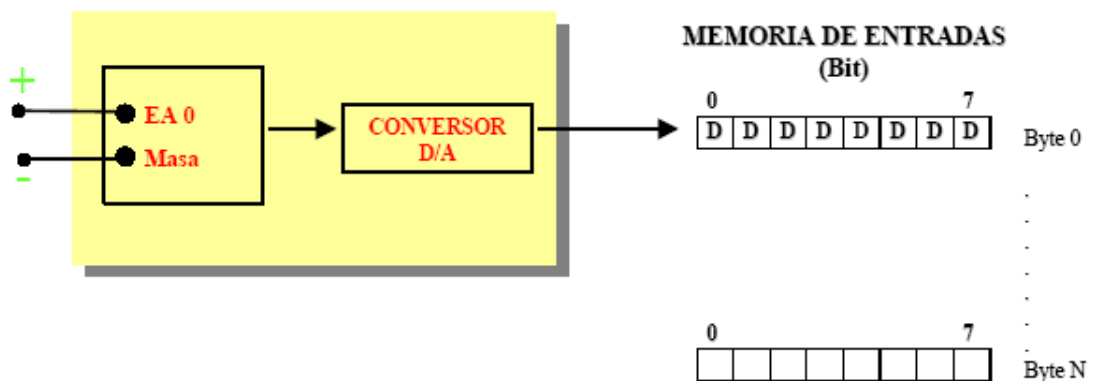 MEMORIA DE ENTRADAS
(Bit)
+
EA 0
Masa
-
CONVERSOR
D/A
0 7
D D D D D D D D Byte 0
0 7
Byte N